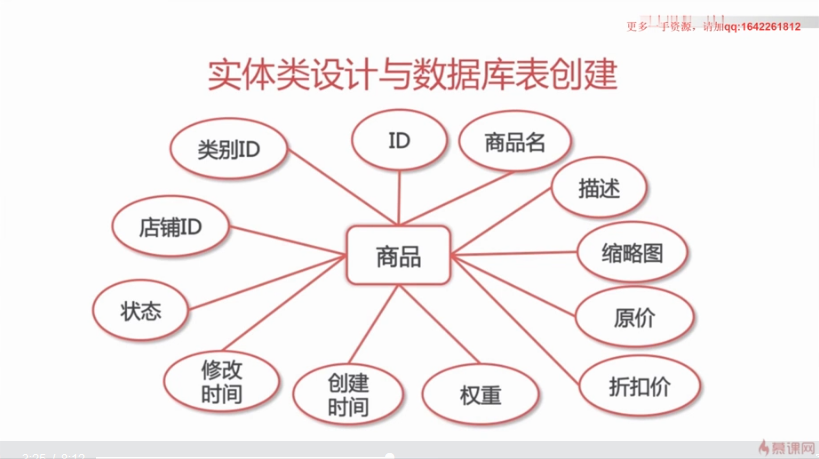 更多一手资源，请加qq:1642261812
实体类设计与数据库表创建
类别ID
ID
商品名
描述
店铺ID
商品
缩略图
状态
原价
修改
时间
创建
时间
权重
折扣价
慕课网